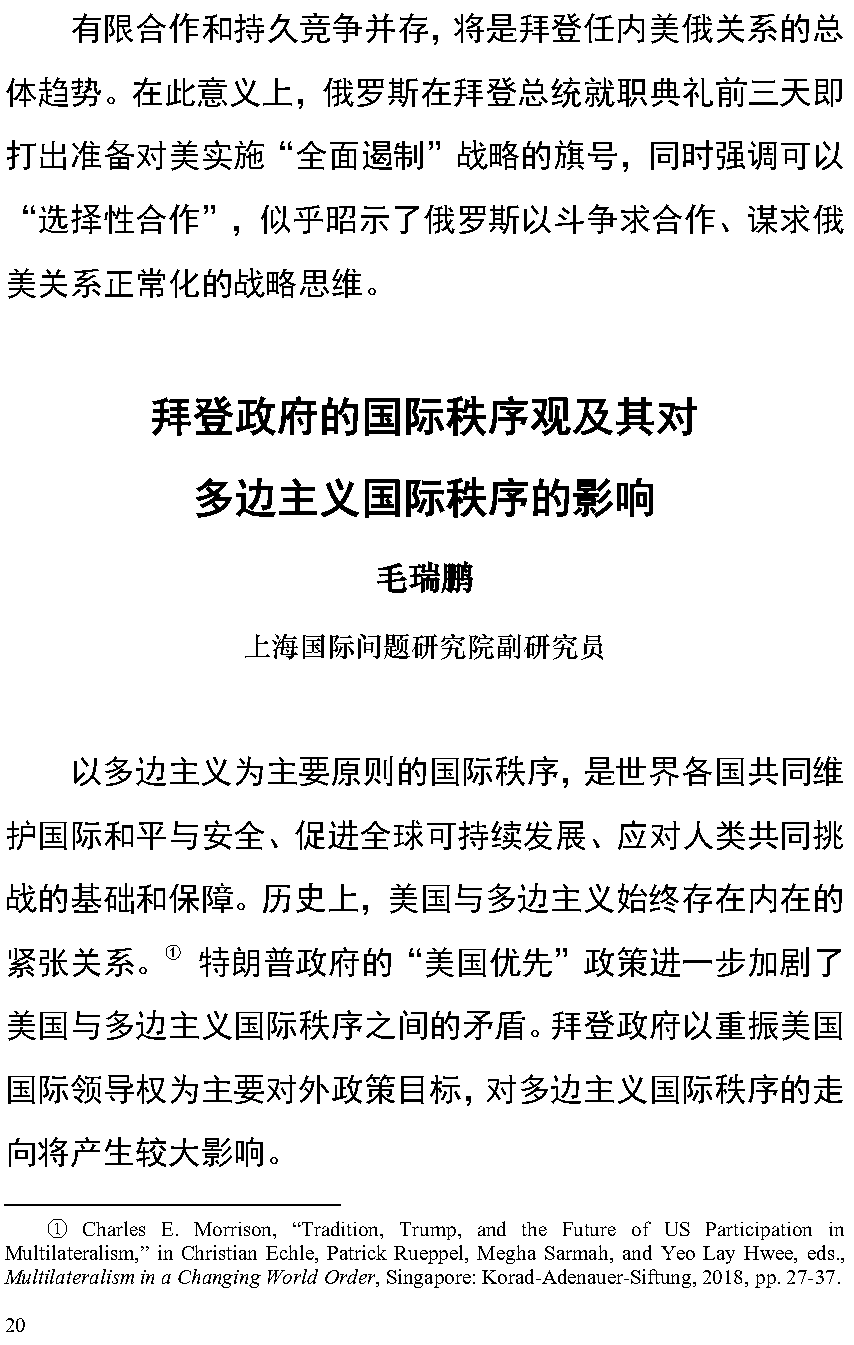 有限合作和持久竞争并存，将是拜登任内美俄关系的总
体趋势。在此意义上，俄罗斯在拜登总统就职典礼前三天即
打出准备对美实施“全面遏制”战略的旗号，同时强调可以
“选择性合作”，似乎昭示了俄罗斯以斗争求合作、谋求俄
美关系正常化的战略思维。
拜登政府的国际秩序观及其对
多边主义国际秩序的影响
毛瑞鹏
上海国际问题研究院副研究员
以多边主义为主要原则的国际秩序，是世界各国共同维
护国际和平与安全、促进全球可持续发展、应对人类共同挑
战的基础和保障。历史上，美国与多边主义始终存在内在的
紧张关系。① 特朗普政府的“美国优先”政策进一步加剧了
美国与多边主义国际秩序之间的矛盾。拜登政府以重振美国
国际领导权为主要对外政策目标，对多边主义国际秩序的走
向将产生较大影响。
① Charles E. Morrison, “Tradition, Trump, and the Future of US Participation in
Multilateralism,” in Christian Echle, Patrick Rueppel, Megha Sarmah, and Yeo Lay Hwee, eds.,
Multilateralism in a Changing World Order, Singapore: Korad-Adenauer-Siftung, 2018, pp. 27-37.
20